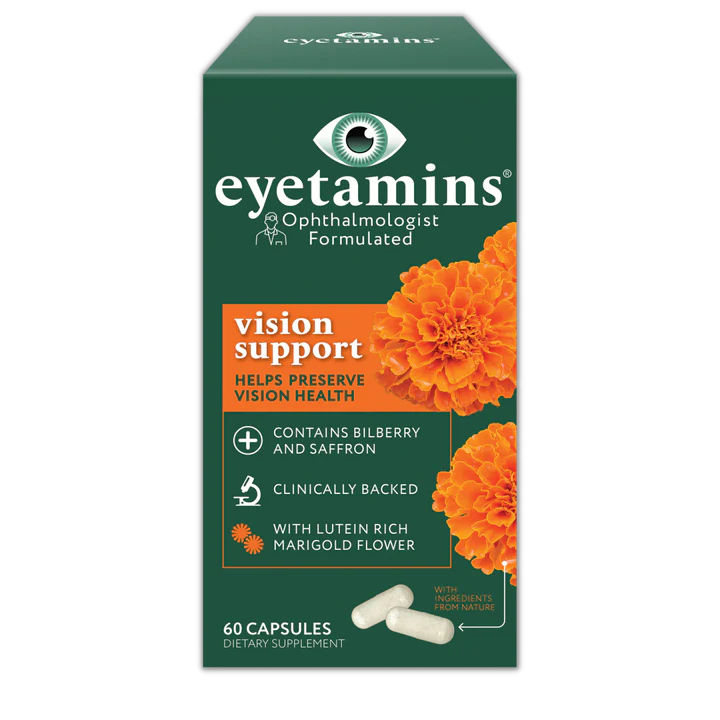 eyetamins
eyetamins®
Ophthalmologist
Formulated
vision
support
HELPS PRESERVE
VISION HEALTH
CONTAINS BILBERRY
AND SAFFRON
CLINICALLY BACKED
WITH LUTEIN RICH
MARIGOLD FLOWER
WITH
INGREDIENTS
FROM NATURE
60 CAPSULES
DIETARY SUPPLEMENT